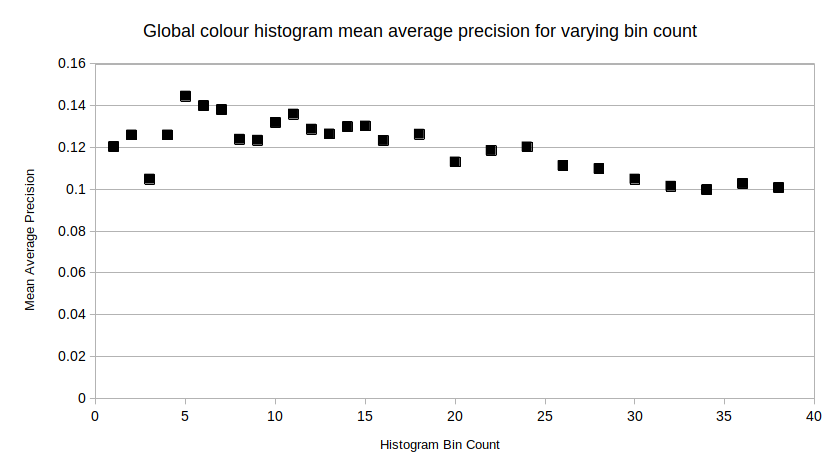 Global colour histogram mean average precision for varying bin count
0.16
0.14
0.12
0.1
0.08
0.06
0.04
0.02
0
Mean Average Precision
0 5 10 15 20 25 30 35 40
Histogram Bin Count